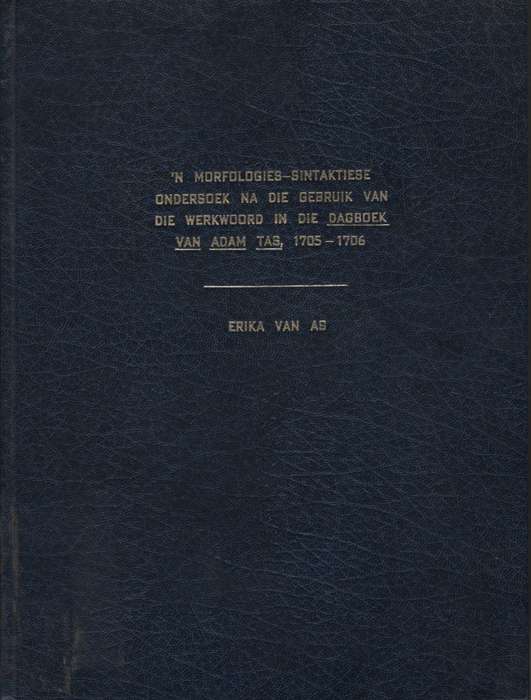 'N MORFOLOGIES-SINTAKTIESE
ONDERSOEK NA DIE GEBRUIK VAN
DIE WERKWOORD IN DIE DAGBOEK
VAN ADAM TAS, 1705-1706
ERIKA VAN AS